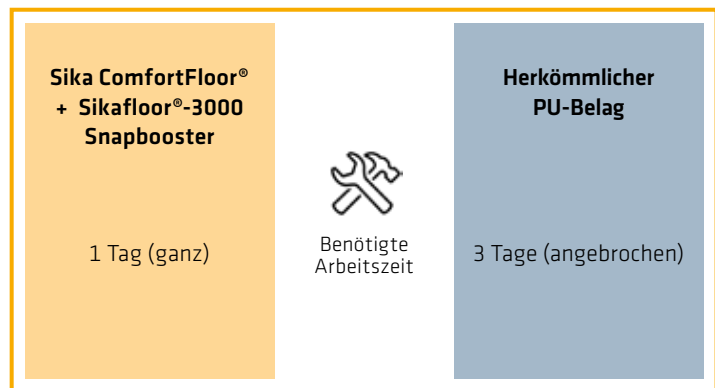 Sika ComfortFloor®
+ Sikafloor®-3000
Snapbooster
1 Tag (ganz)
Benötigte
Arbeitszeit
Herkömmlicher
PU-Belag
3 Tage (angebrochen)